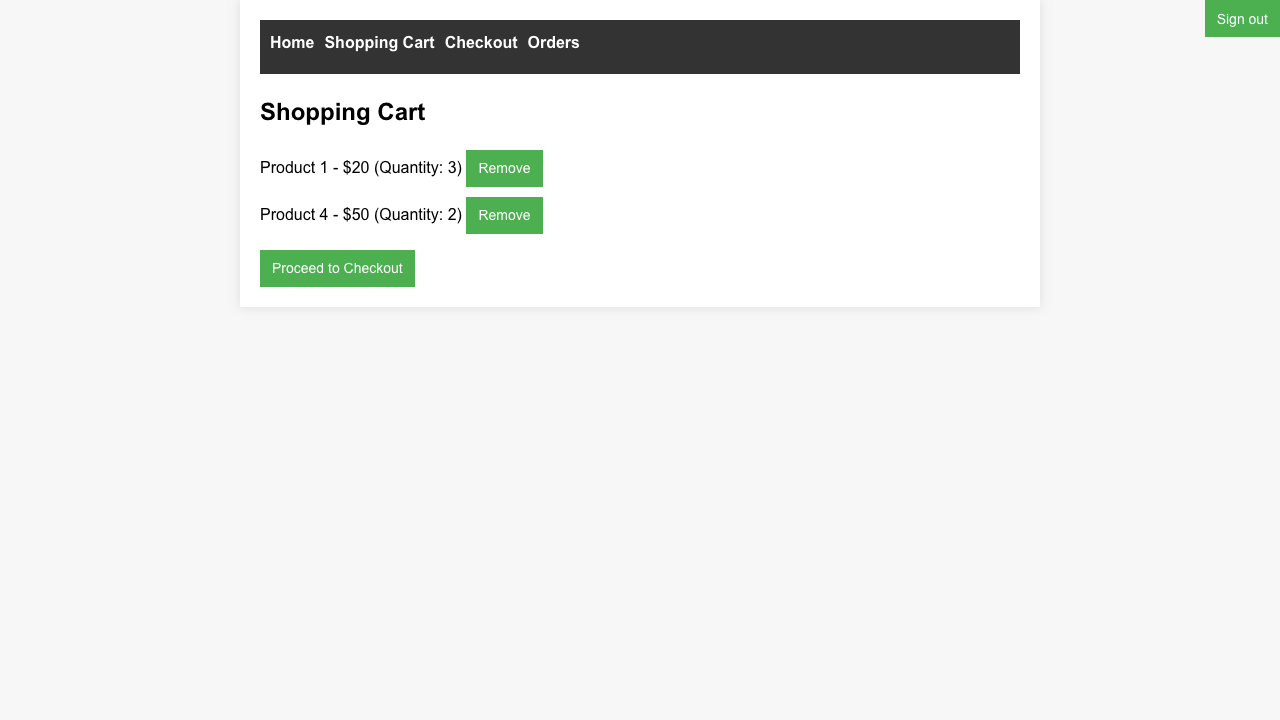 Sign out
Home Shopping Cart Checkout Orders
Shopping Cart
Product 1 - $20 (Quantity: 3) Remove
Product 4 - $50 (Quantity: 2) Remove
Proceed to Checkout